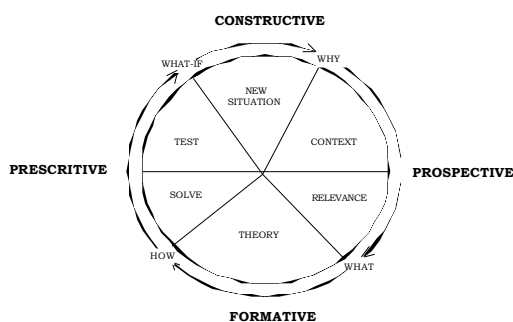 CONSTRUCTIVE
WHAT-IF
WHY
NEW
SITUATION
TEST
CONTEXT
PRESCRITIVE
PROSPECTIVE
SOLVE
RELEVANCE
THEORY
HOW
WHAT
FORMATIVE